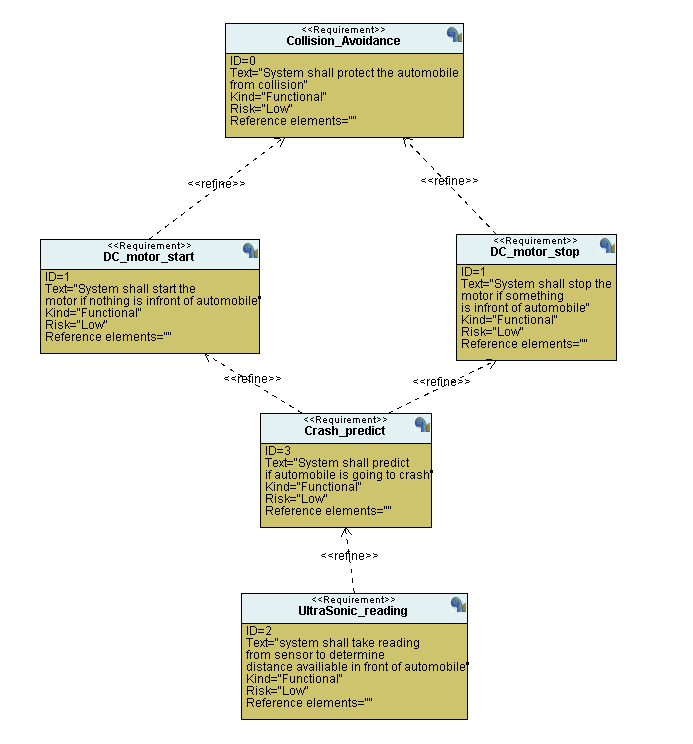 <<Requirement>>
Collision_Avoidance
ID=0
Text="System shall protect the automobile
from collision"
Kind="Functional"
Risk="Low"
Reference elements=""
<<refine>>
<<refine>>
<<Requirement>>
DC_motor_start
ID=1
Text="System shall start the
motor if nothing is infront of automobile"
Kind="Functional"
Risk="Low"
Reference elements=""
<<Requirement>>
DC_motor_stop
ID=1
Text="System shall stop the
motor if something
is infront of automobile"
Kind="Functional"
Risk="Low"
Reference elements=""
<<refine>>
<<refine>>
<<Requirement>>
Crash_predict
ID=3
Text="System shall predict
if automobile is going to crash"
Kind="Functional"
Risk="Low"
Reference elements=""
<<refine>>
<<Requirement>>
UltraSonic_reading
ID=2
Text="system shall take reading
from sensor to determine
distance availiable in front of automobile"
Kind="Functional"
Risk="Low"
Reference elements=""